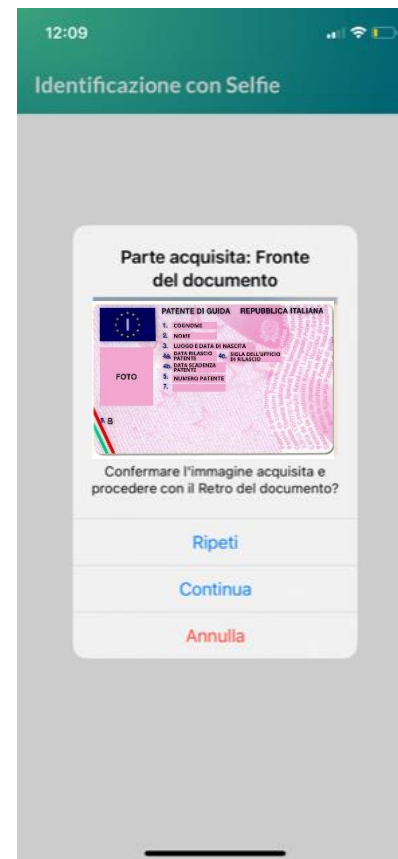 12:09
Identificazione con Selfie
Parte acquisita: Fronte
del documento
PATENTE DI GUIDA REPUBBLICA ITALIANA
I
1. COGNOME
2. NOME
3. LUOGO E DATA DI NASCITA
4a. DATA RILASCIO PATENTE 4c. SIGLA DELL'UFFICIO DI RILASCIO
4b. DATA SCADENZA PATENTE
5. NUMERO PATENTE
7.
FOTO
9. B
Confermare l'immagine acquisita e
procedere con il Retro del documento?
Ripeti
Continua
Annulla